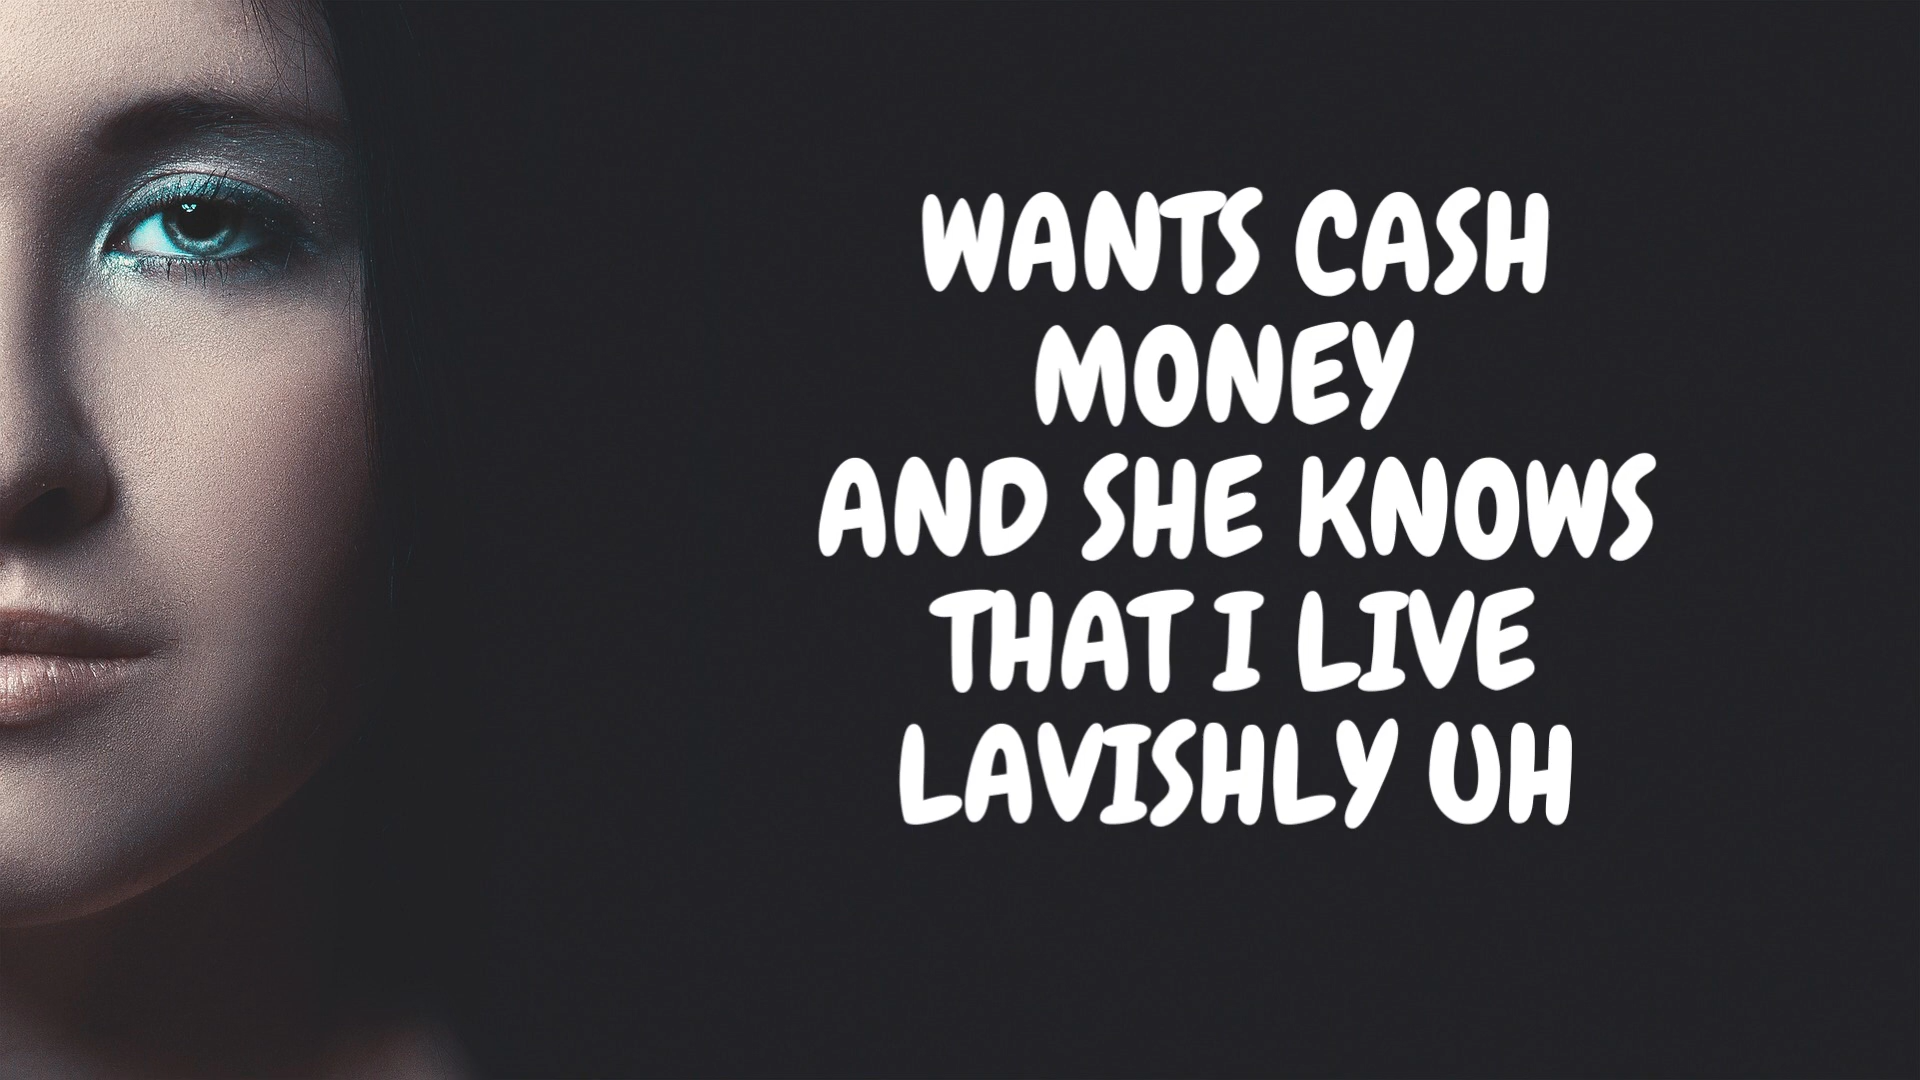 WANTS CASH
MONEY
AND SHE KNOWS
THAT I LIVE
LAVISHLY UH